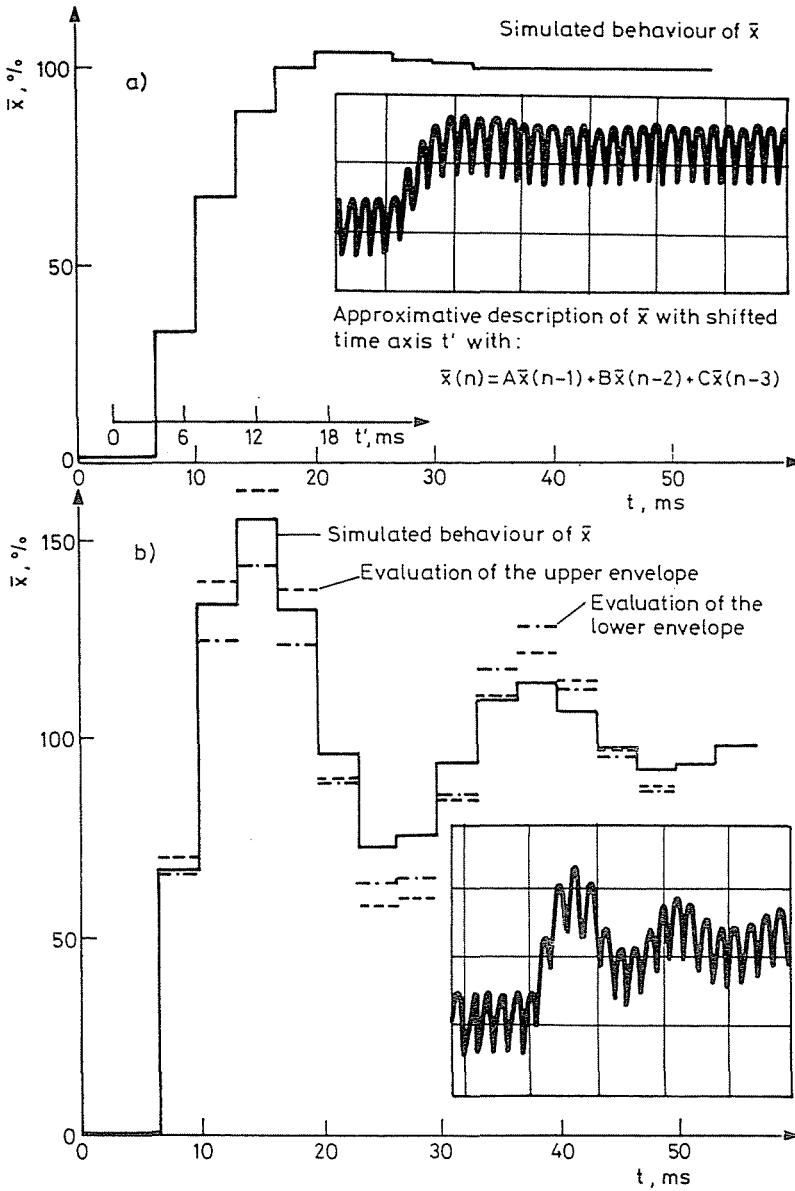 Simulated behaviour of x̄
x̄, %
100
a)
50
Approximative description of x̄ with shifted
time axis t' with:
x̄(n)=Ax̄(n-1)+Bx̄(n-2)+Cx̄(n-3)
0 6 12 18
t', ms
0
0 10 20 30 40 50
t, ms
x̄, %
150
b)
Simulated behaviour of x̄
Evaluation of the upper envelope
Evaluation of the
lower envelope
100
50
0
0 10 20 30 40 50
t, ms